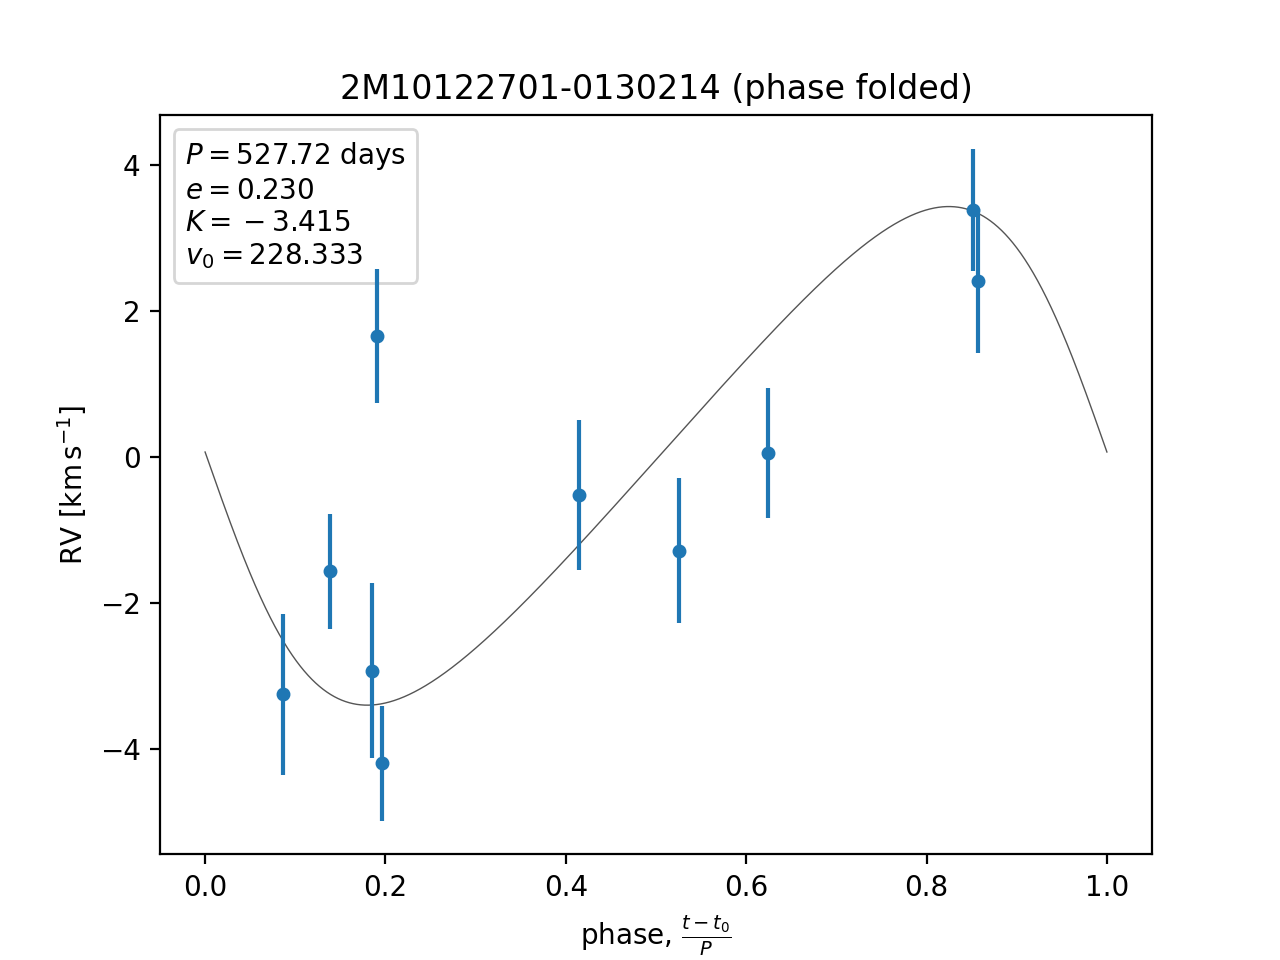 2M10122701-0130214 (phase folded)
P = 527.72 days
e = 0.230
K = −3.415
v₀ = 228.333
4
2
0
−2
−4
RV [km s⁻¹]
0.0 0.2 0.4 0.6 0.8 1.0
phase, (t − t₀)/P